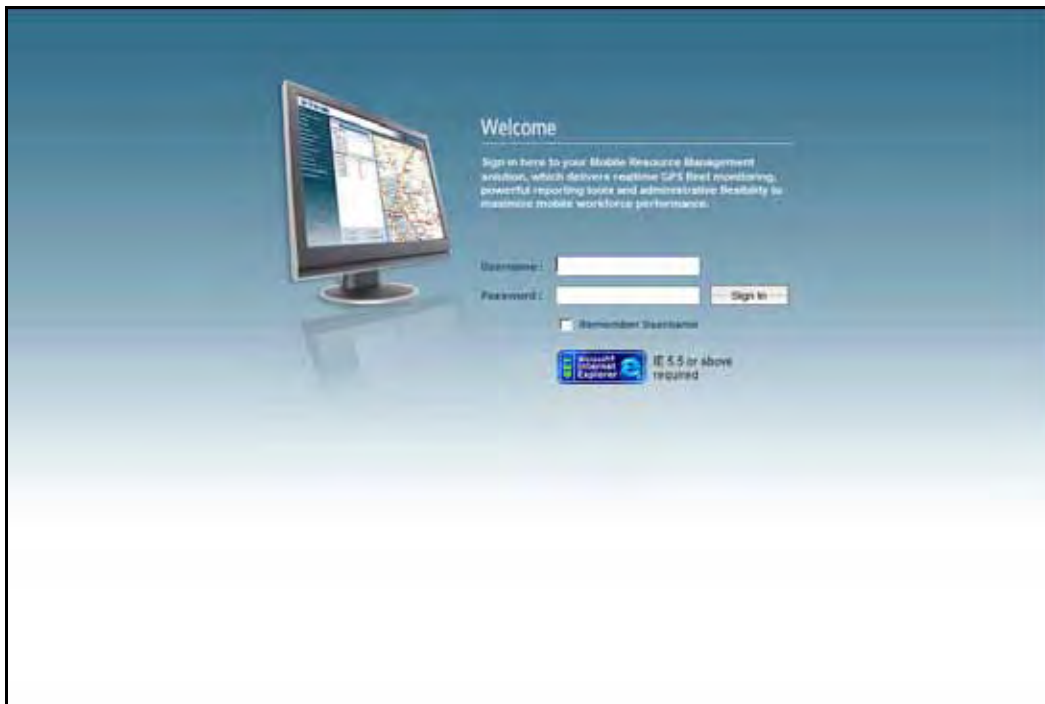 Welcome
Sign in here to your Mobile Resource Management
solution, which delivers realtime GPS fleet monitoring,
powerful reporting tools and administrative flexibility to
maximize mobile workforce performance.
Username :
Password :
Sign In
Remember Username
Microsoft
Internet
Explorer
IE 5.5 or above
required